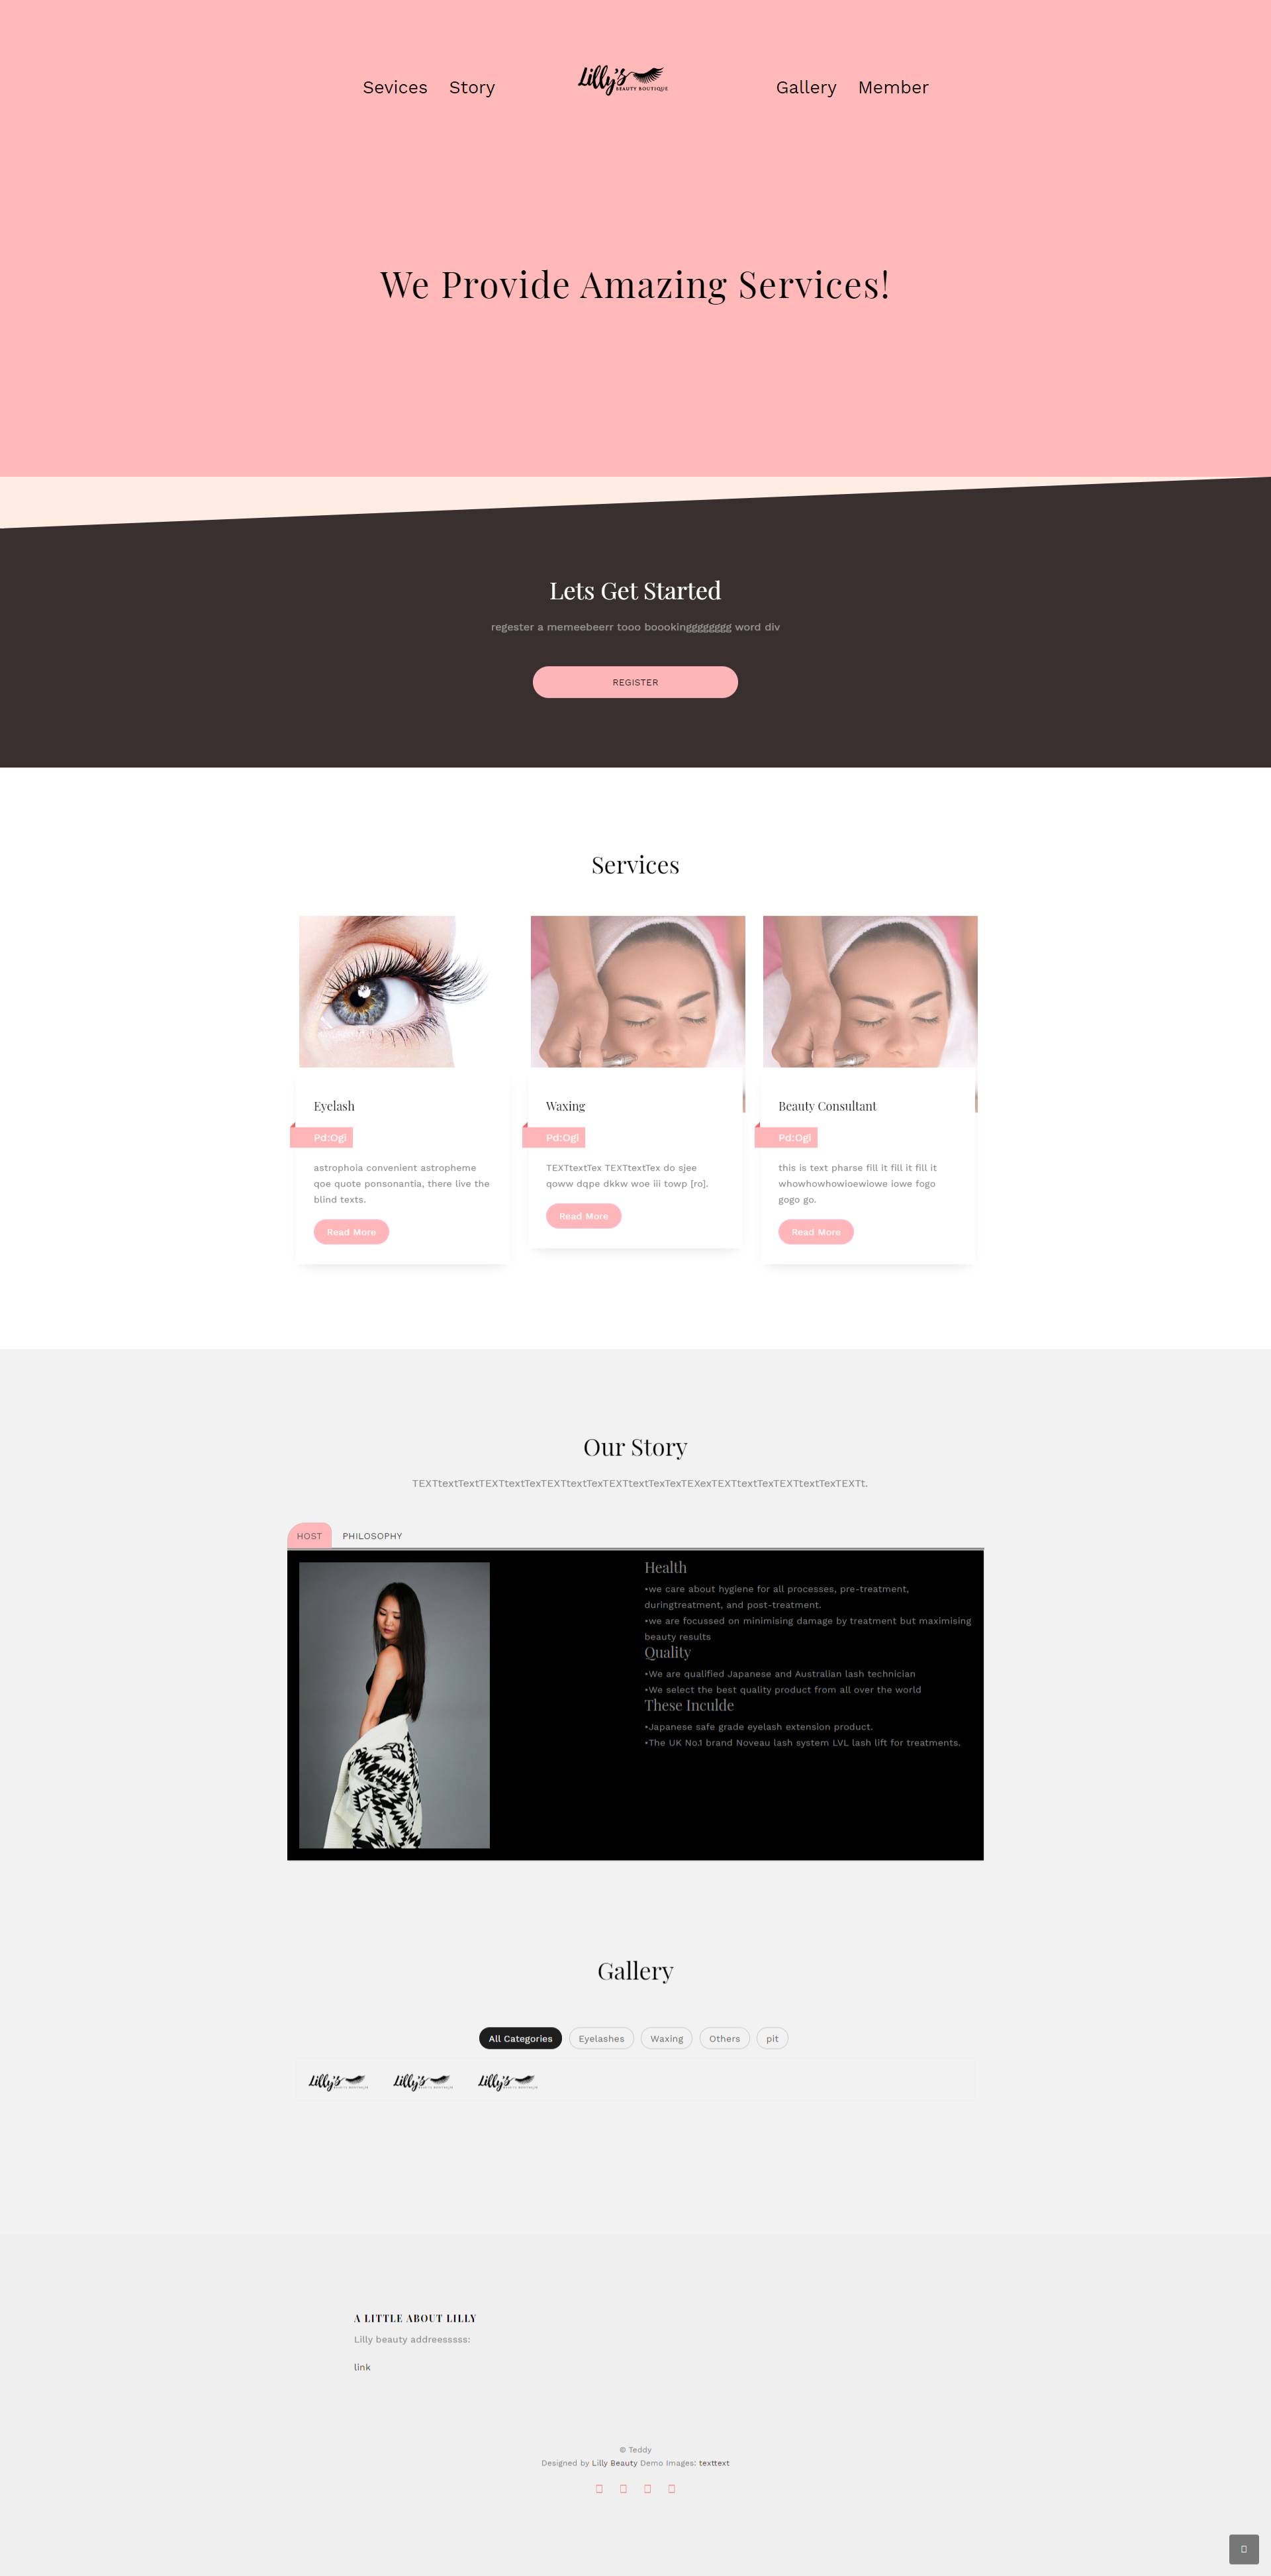 Sevices Story Lilly's BEAUTY BOUTIQUE Gallery Member
We Provide Amazing Services!
Lets Get Started
regester a memeebeerr tooo boookingggggggg word div
REGISTER
Services
Eyelash
Pd:Ogi
astrophoia convenient astropheme
qoe quote ponsonantia, there live the
blind texts.
Read More
Waxing
Pd:Ogi
TEXTtextTex TEXTtextTex do sjee
qoww dqpe dkkw woe iii towp [ro].
Read More
Beauty Consultant
Pd:Ogi
this is text pharse fill it fill it fill it
whowhowhowioewiowe iowe fogo
gogo go.
Read More
Our Story
TEXTtextTextTEXTtextTexTEXTtextTexTEXTtextTexTexTEXexTEXTtextTexTEXTtextTexTEXTt.
HOST PHILOSOPHY
Health
•we care about hygiene for all processes, pre-treatment,
duringtreatment, and post-treatment.
•we are focussed on minimising damage by treatment but maximising
beauty results
Quality
•We are qualified Japanese and Australian lash technician
•We select the best quality product from all over the world
These Inculde
•Japanese safe grade eyelash extension product.
•The UK No.1 brand Noveau lash system LVL lash lift for treatments.
Gallery
All Categories Eyelashes Waxing Others pit
Lilly's BEAUTY BOUTIQUE Lilly's BEAUTY BOUTIQUE Lilly's BEAUTY BOUTIQUE
A LITTLE ABOUT LILLY
Lilly beauty addreesssss:
link
© Teddy
Designed by Lilly Beauty Demo Images: texttext